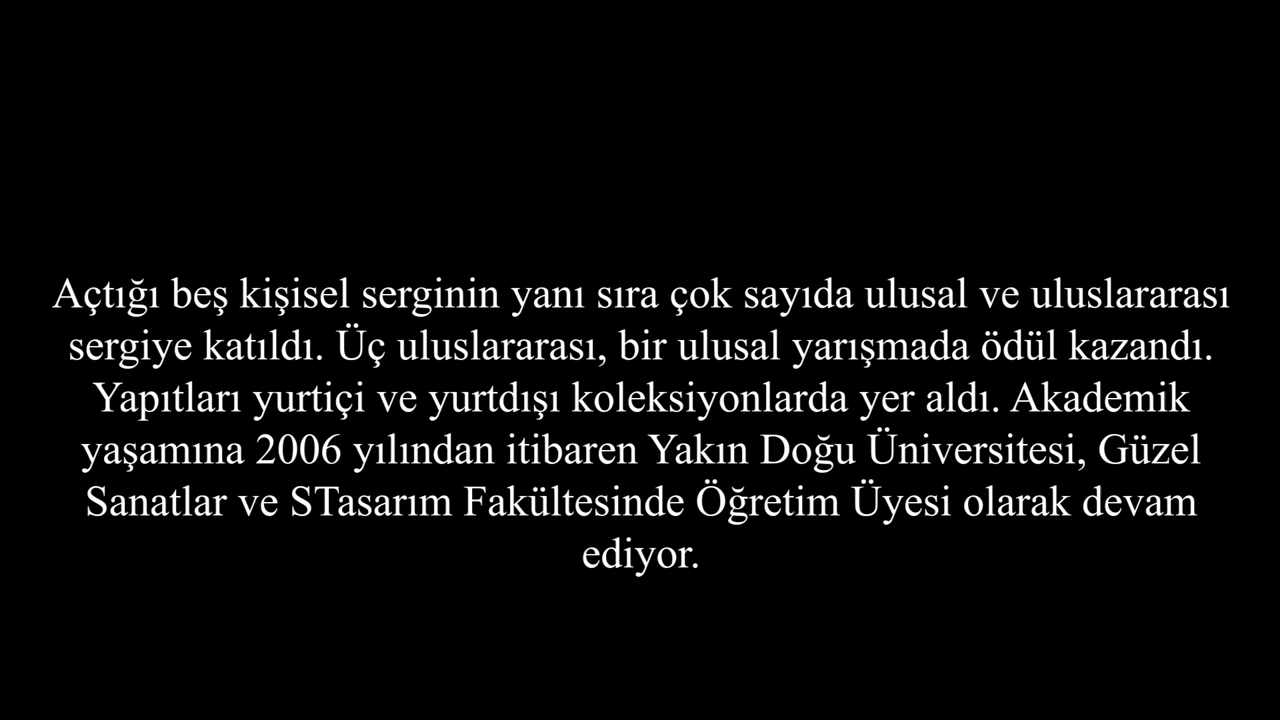 Açtığı beş kişisel serginin yanı sıra çok sayıda ulusal ve uluslararası
sergiye katıldı. Üç uluslararası, bir ulusal yarışmada ödül kazandı.
Yapıtları yurtiçi ve yurtdışı koleksiyonlarda yer aldı. Akademik
yaşamına 2006 yılından itibaren Yakın Doğu Üniversitesi, Güzel
Sanatlar ve STasarım Fakültesinde Öğretim Üyesi olarak devam
ediyor.